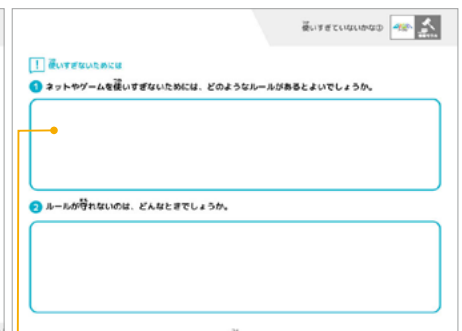 使いすぎていないかな①
! 使いすぎないためには
1 ネットやゲームを使いすぎないためには、どのようなルールがあるとよいでしょうか。
2 ルールが守れないのは、どんなときでしょうか。